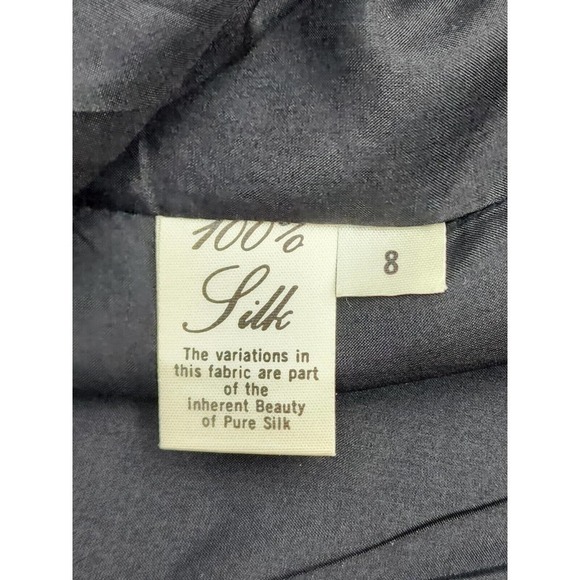 100%
Silk
The variations in
this fabric are part
of the
inherent Beauty
of Pure Silk
8